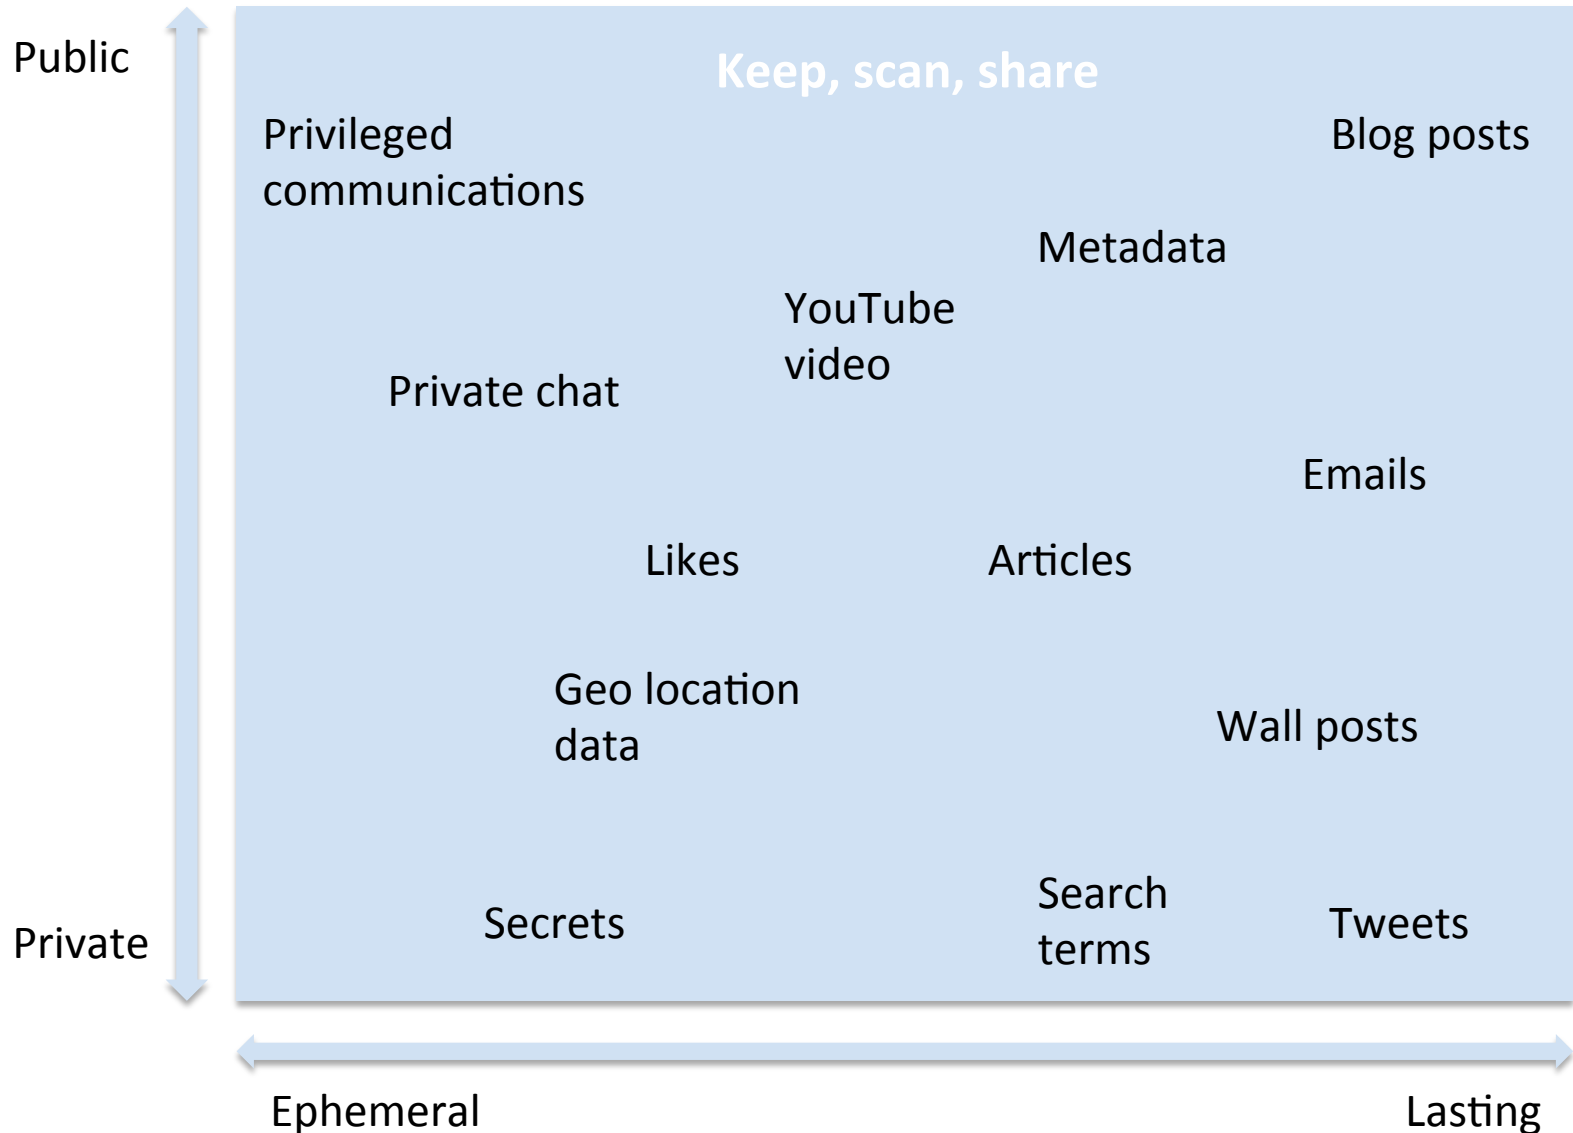 Public
Keep, scan, share
Privileged
communications
Blog posts
Metadata
YouTube
video
Private chat
Emails
Likes
Articles
Geo location
data
Wall posts
Search
terms
Secrets
Tweets
Private
Ephemeral
Lasting